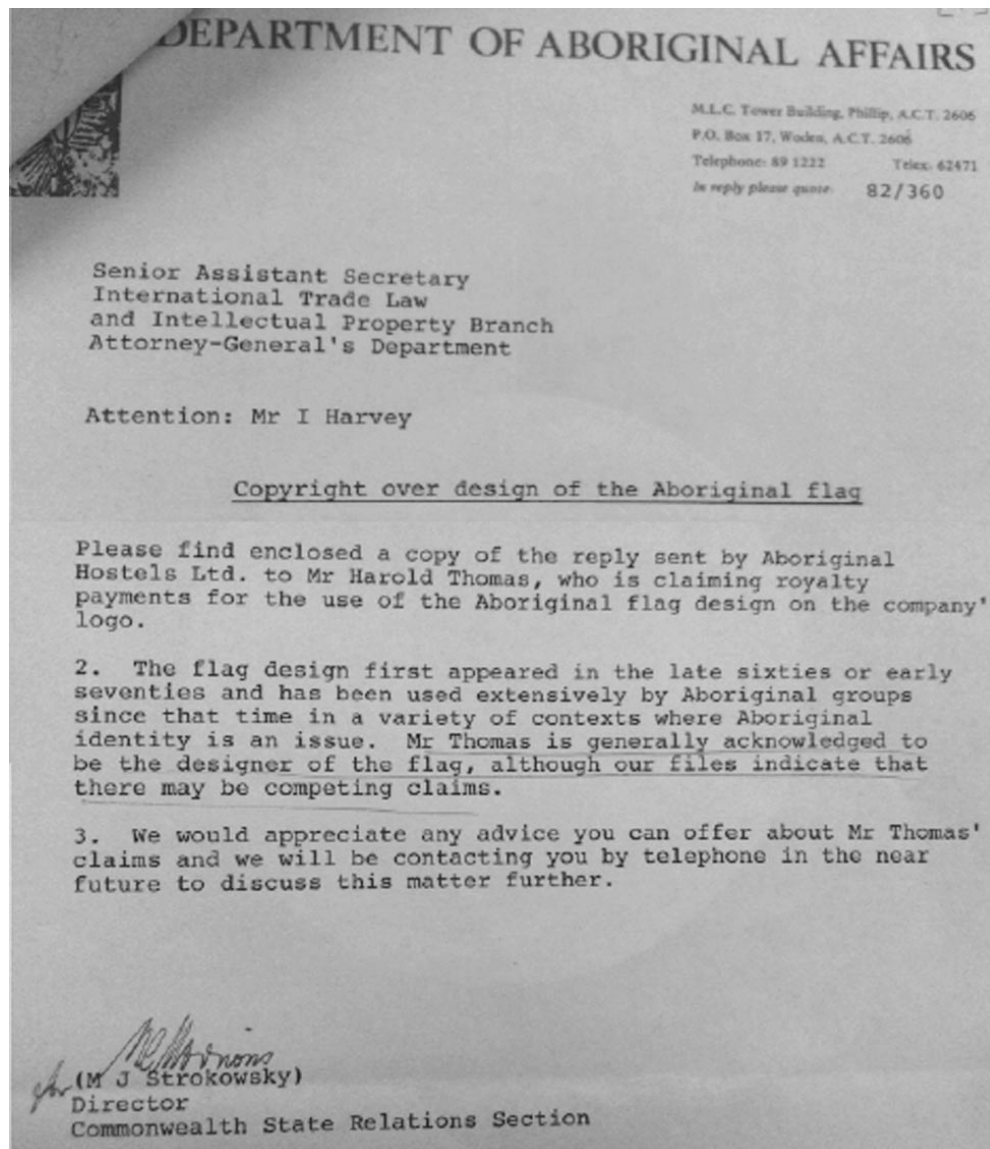 DEPARTMENT OF ABORIGINAL AFFAIRS
M.L.C. Tower Building, Phillip, A.C.T. 2606
P.O. Box 17, Woden, A.C.T. 2606
Telephone: 89 1222 Telex: 62471
In reply please quote: 82/360
Senior Assistant Secretary
International Trade Law
and Intellectual Property Branch
Attorney-General's Department
Attention: Mr I Harvey
Copyright over design of the Aboriginal flag
Please find enclosed a copy of the reply sent by Aboriginal
Hostels Ltd. to Mr Harold Thomas, who is claiming royalty
payments for the use of the Aboriginal flag design on the company'
logo.
2. The flag design first appeared in the late sixties or early
seventies and has been used extensively by Aboriginal groups
since that time in a variety of contexts where Aboriginal
identity is an issue. Mr Thomas is generally acknowledged to
be the designer of the flag, although our files indicate that
there may be competing claims.
3. We would appreciate any advice you can offer about Mr Thomas'
claims and we will be contacting you by telephone in the near
future to discuss this matter further.
for (M J Strokowsky)
Director
Commonwealth State Relations Section